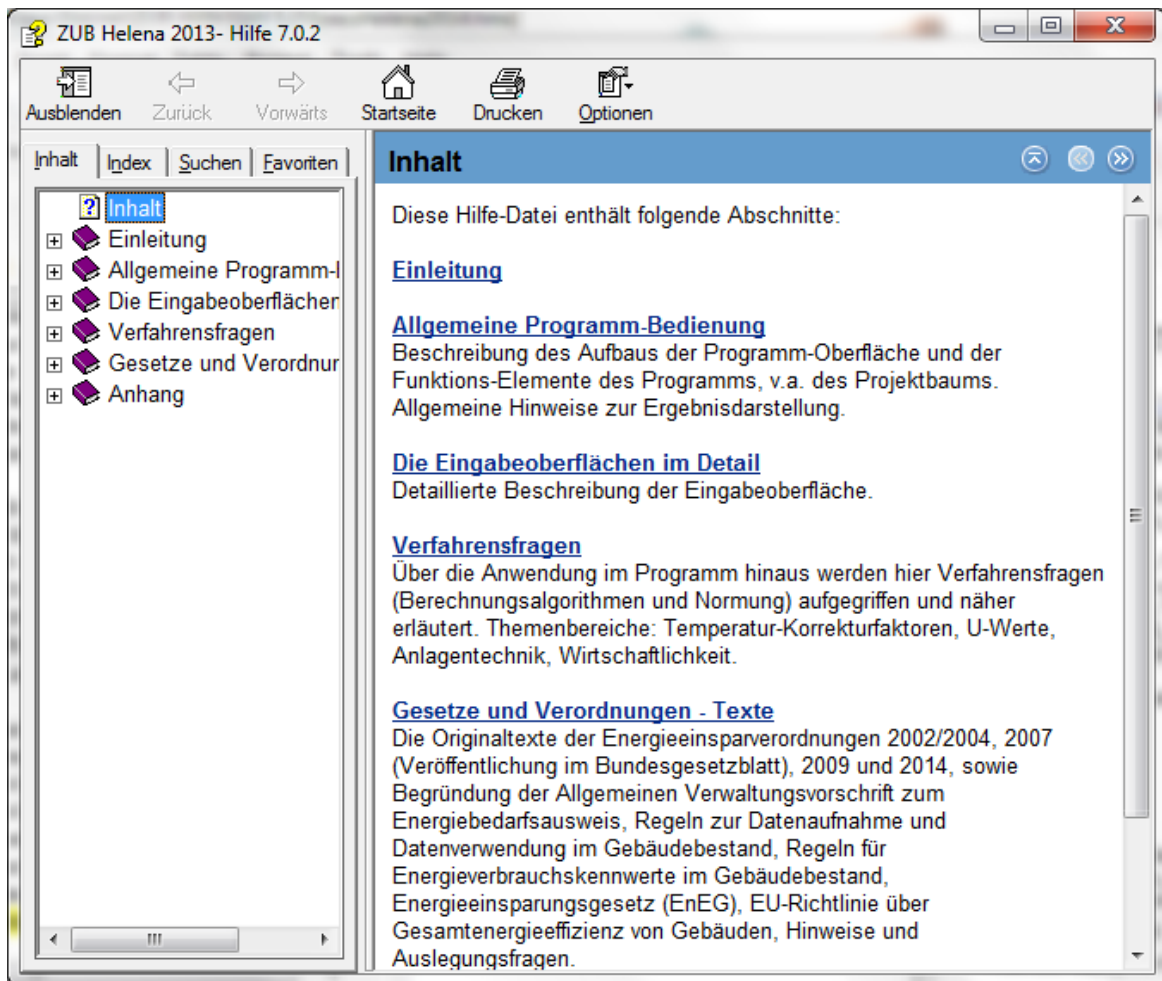 ZUB Helena 2013- Hilfe 7.0.2
Ausblenden Zurück Vorwärts Startseite Drucken Optionen
Inhalt Index Suchen Favoriten
Inhalt
Einleitung
Allgemeine Programm-
Die Eingabeoberflächen
Verfahrensfragen
Gesetze und Verordnur
Anhang
Inhalt
Diese Hilfe-Datei enthält folgende Abschnitte:
Einleitung
Allgemeine Programm-Bedienung
Beschreibung des Aufbaus der Programm-Oberfläche und der
Funktions-Elemente des Programms, v.a. des Projektbaums.
Allgemeine Hinweise zur Ergebnisdarstellung.
Die Eingabeoberflächen im Detail
Detaillierte Beschreibung der Eingabeoberfläche.
Verfahrensfragen
Über die Anwendung im Programm hinaus werden hier Verfahrensfragen
(Berechnungsalgorithmen und Normung) aufgegriffen und näher
erläutert. Themenbereiche: Temperatur-Korrekturfaktoren, U-Werte,
Anlagentechnik, Wirtschaftlichkeit.
Gesetze und Verordnungen - Texte
Die Originaltexte der Energieeinsparverordnungen 2002/2004, 2007
(Veröffentlichung im Bundesgesetzblatt), 2009 und 2014, sowie
Begründung der Allgemeinen Verwaltungsvorschrift zum
Energiebedarfsausweis, Regeln zur Datenaufnahme und
Datenverwendung im Gebäudebestand, Regeln für
Energieverbrauchskennwerte im Gebäudebestand,
Energieeinsparungsgesetz (EnEG), EU-Richtlinie über
Gesamtenergieeffizienz von Gebäuden, Hinweise und
Auslegungsfragen.